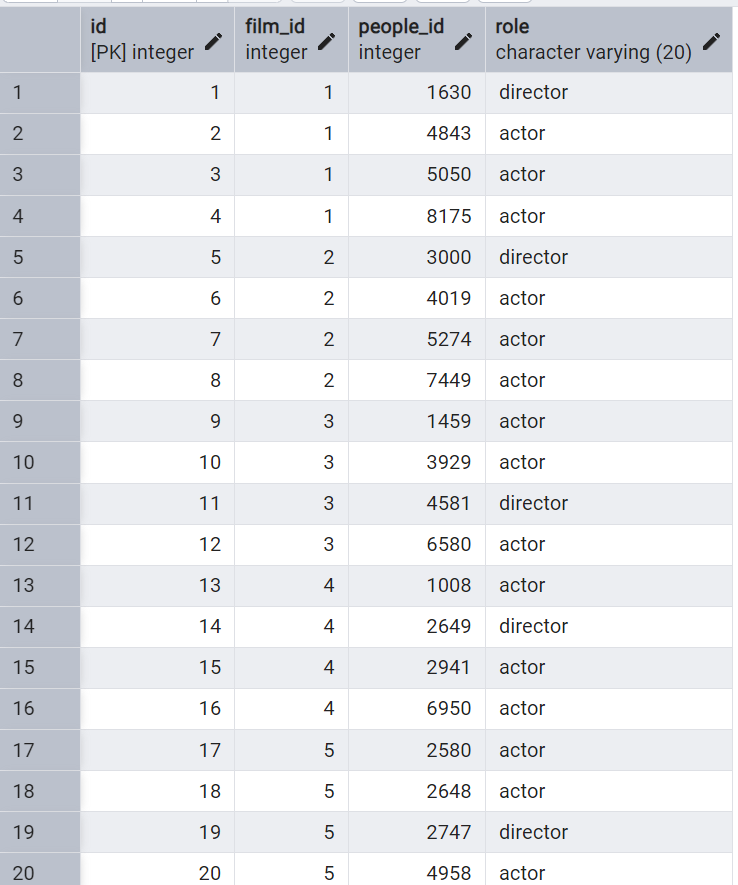 id film_id people_id role
[PK] integer integer integer character varying (20)
1 1 1 1630 director
2 2 1 4843 actor
3 3 1 5050 actor
4 4 1 8175 actor
5 5 2 3000 director
6 6 2 4019 actor
7 7 2 5274 actor
8 8 2 7449 actor
9 9 3 1459 actor
10 10 3 3929 actor
11 11 3 4581 director
12 12 3 6580 actor
13 13 4 1008 actor
14 14 4 2649 director
15 15 4 2941 actor
16 16 4 6950 actor
17 17 5 2580 actor
18 18 5 2648 actor
19 19 5 2747 director
20 20 5 4958 actor